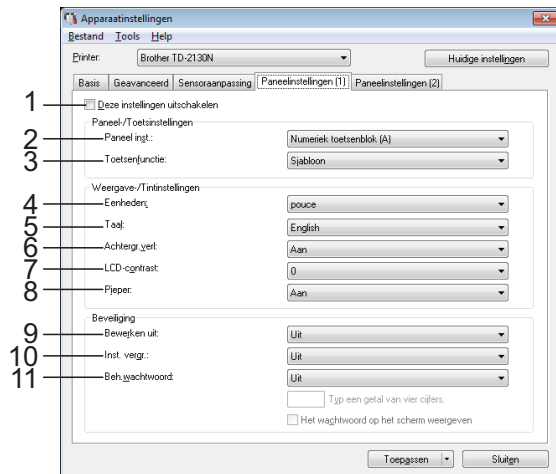 Apparaatinstellingen
Bestand Tools Help
Printer: Brother TD-2130N Huidige instellingen
Basis Geavanceerd Sensoraanpassing Paneelinstellingen (1) Paneelinstellingen (2)
1 Deze instellingen uitschakelen
Paneel-/Toetsinstellingen
2 Paneel inst.: Numeriek toetsenblok (A)
3 Toetsenfunctie: Sjabloon
Weergave-/Tintinstellingen
4 Eenheden: pouce
5 Taal: English
6 Achtergr.verl: Aan
7 LCD-contrast: 0
8 Pieper: Aan
Beveiliging
9 Bewerken uit: Uit
10 Inst. vergr.: Uit
11 Beh.wachtwoord: Uit
Typ een getal van vier cijfers.
Het wachtwoord op het scherm weergeven
Toepassen Sluiten